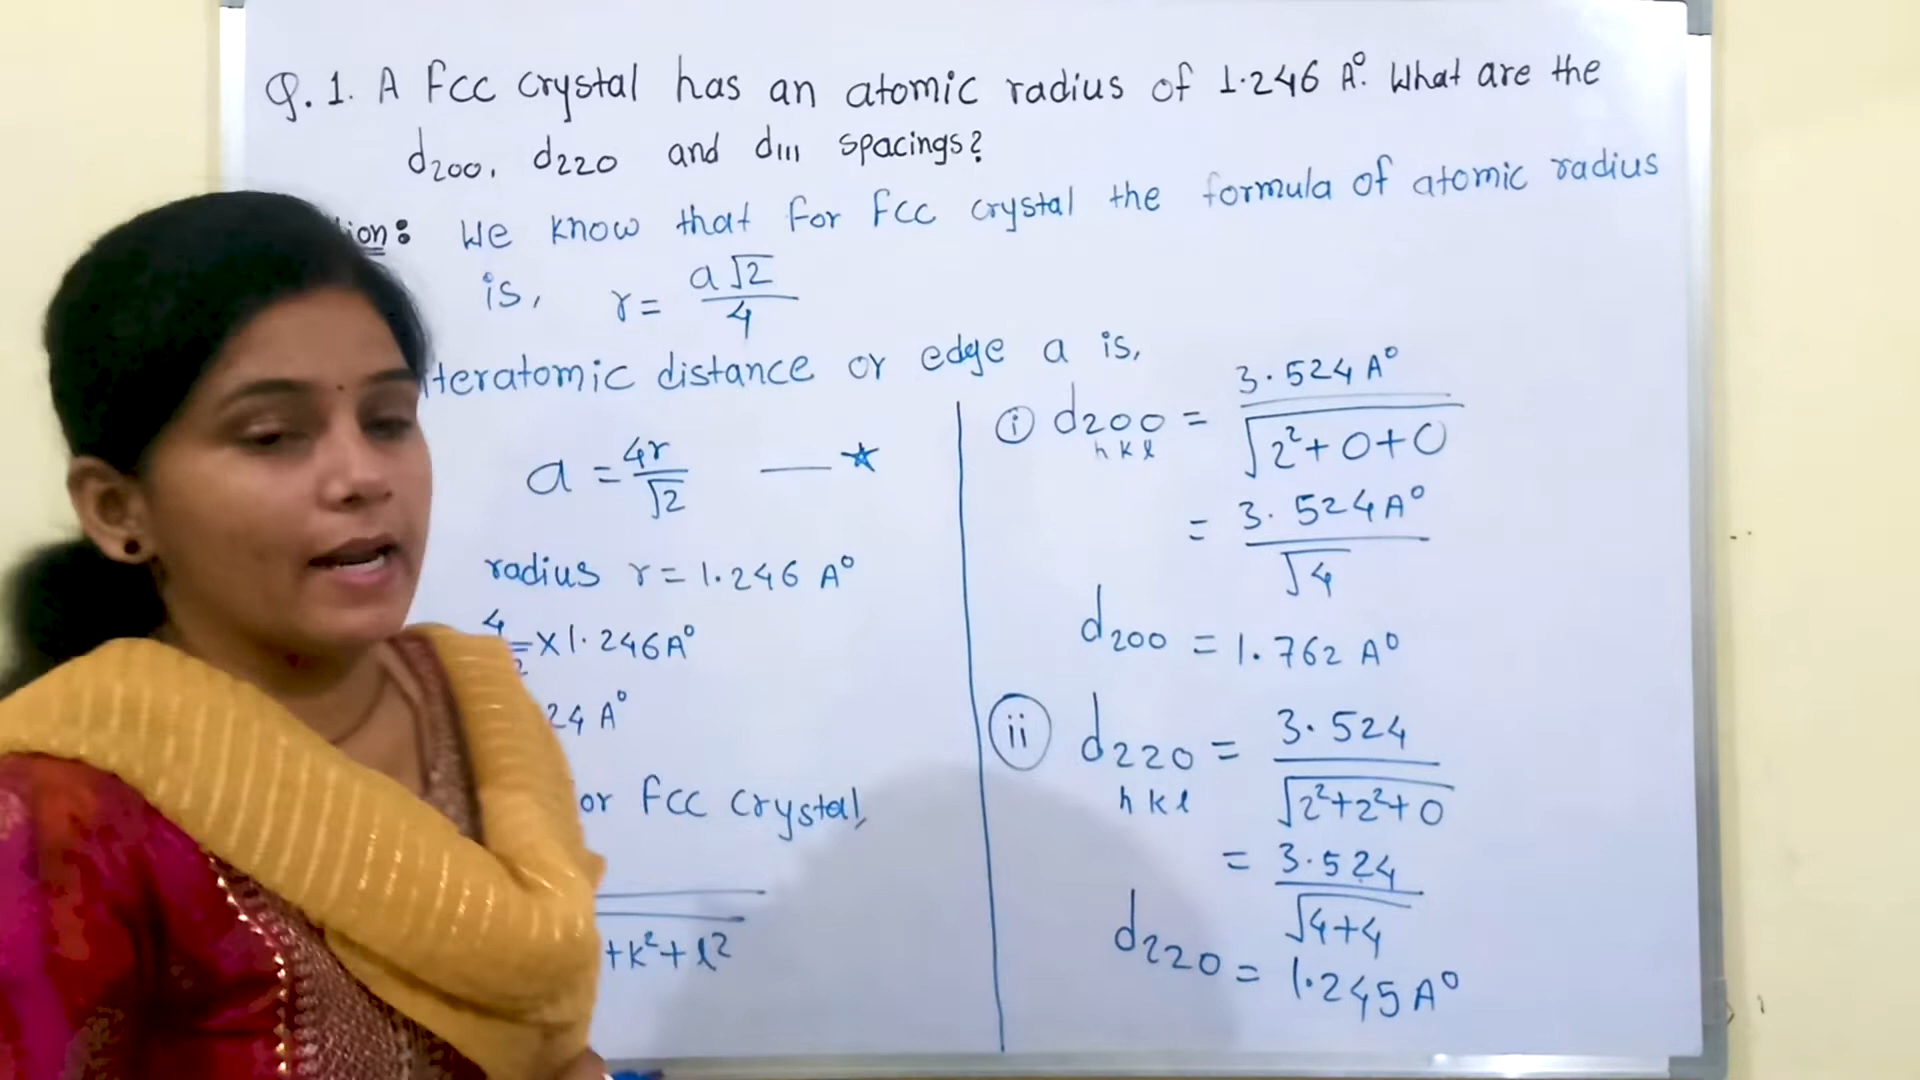 Q.1. A FCC crystal has an atomic radius of 1.246 A°. What are the
d200, d220 and d111 spacings?
ion: We know that for FCC crystal the formula of atomic radius
is, r = a√2/4
teratomic distance or edge a is,
a = 4r/√2 —★
radius r = 1.246 A°
4/2 × 1.246A°
24 A°
or FCC crystal,
+k²+l²
(i) d200 = 3.524A°/√2²+0+0
h k l
= 3.524A°/√4
d200 = 1.762 A°
(ii) d220 = 3.524/√2²+2²+0
h k l
= 3.524/√4+4
d220 = 1.245A°